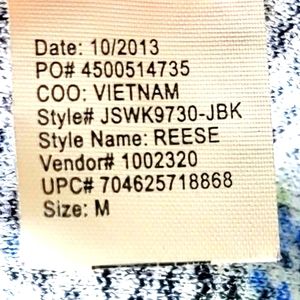 Date: 10/2013
PO# 4500514735
COO: VIETNAM
Style# JSWK9730-JBK
Style Name: REESE
Vendor# 1002320
UPC# 704625718868
Size: M